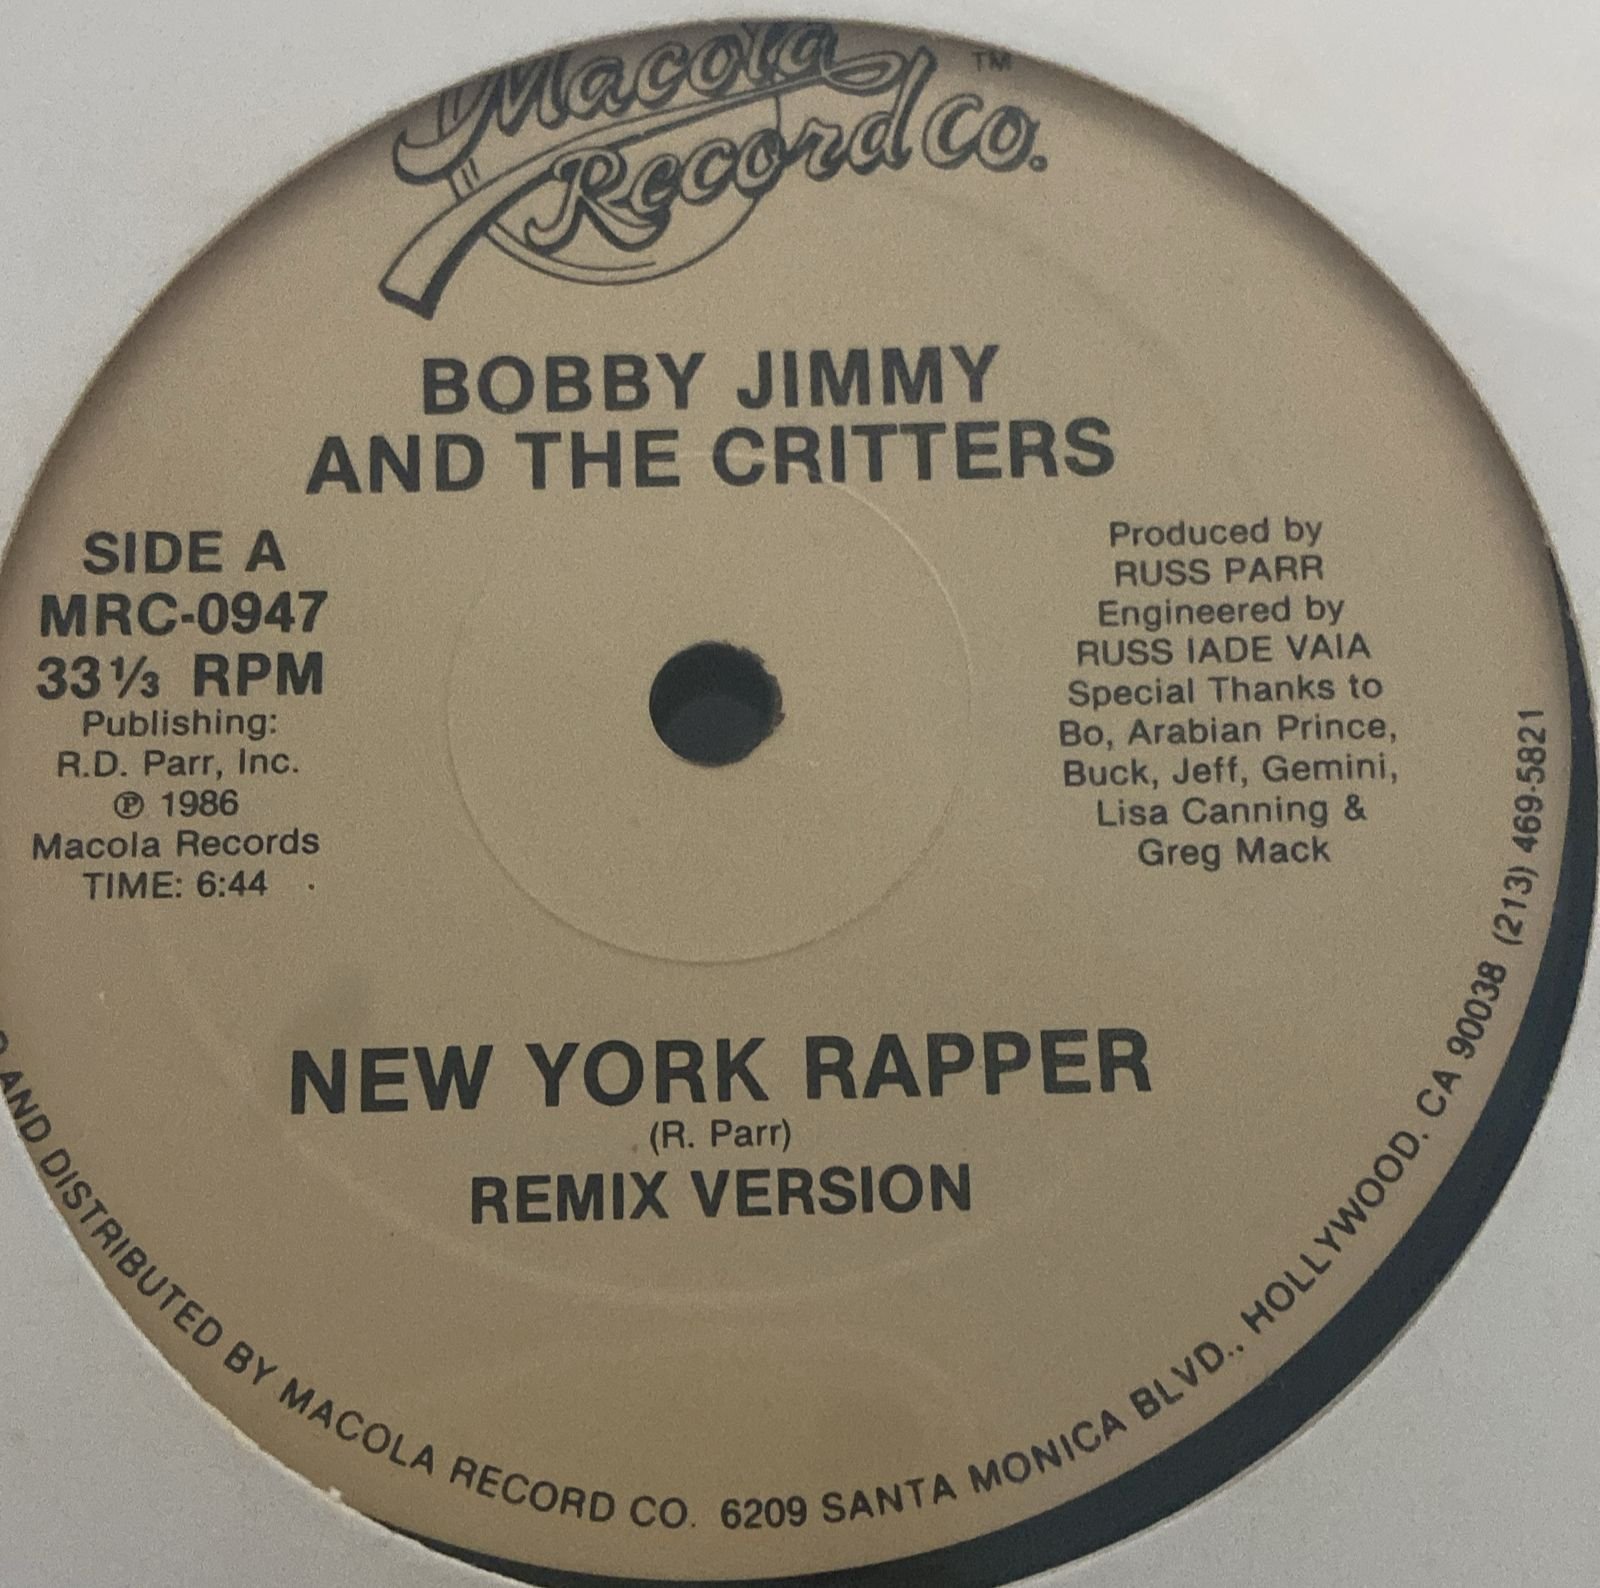 Macola
Record Co.
TM
BOBBY JIMMY
AND THE CRITTERS
SIDE A
MRC-0947
33 1/3 RPM
Publishing:
R.D. Parr, Inc.
℗ 1986
Macola Records
TIME: 6:44
Produced by
RUSS PARR
Engineered by
RUSS IADE VAIA
Special Thanks to
Bo, Arabian Prince,
Buck, Jeff, Gemini,
Lisa Canning &
Greg Mack
NEW YORK RAPPER
(R. Parr)
REMIX VERSION
AND DISTRIBUTED BY MACOLA RECORD CO. 6209 SANTA MONICA BLVD., HOLLYWOOD, CA 90038 (213) 469-5821